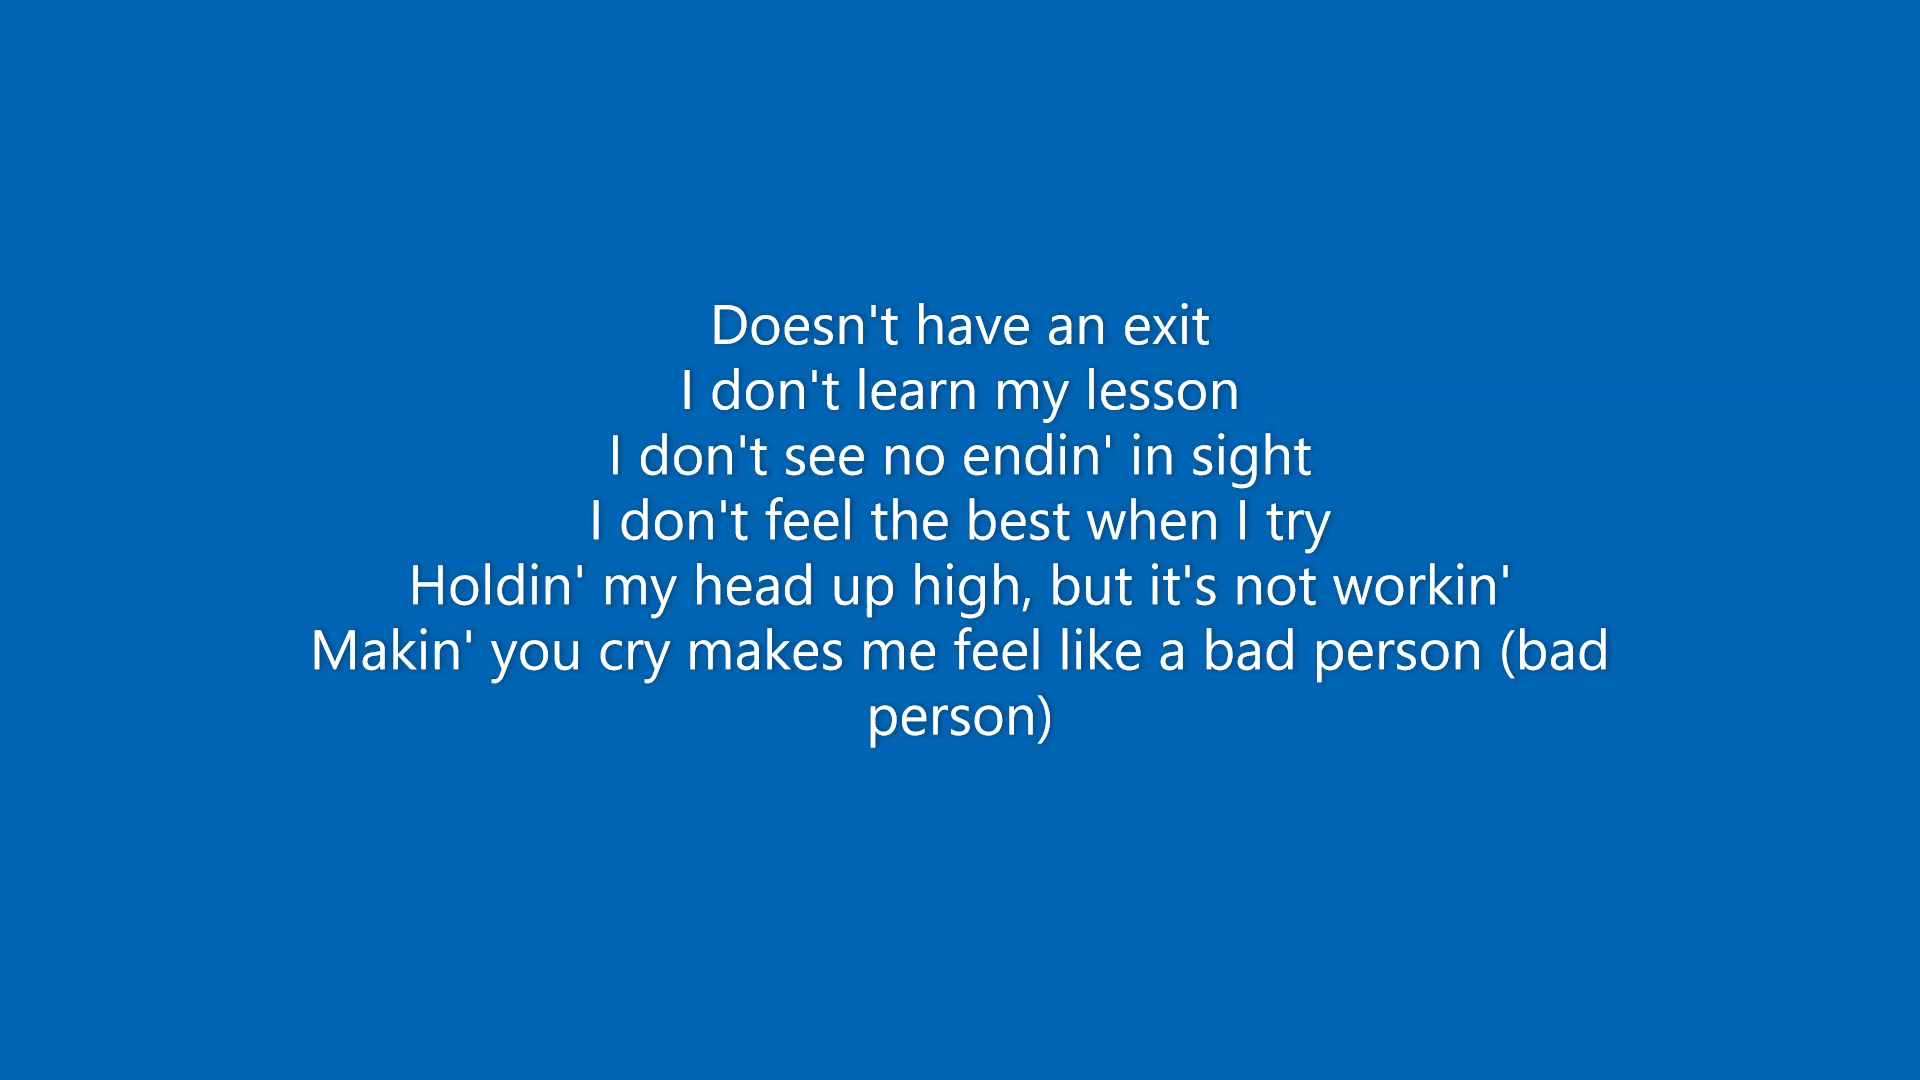 Doesn't have an exit
I don't learn my lesson
I don't see no endin' in sight
I don't feel the best when I try
Holdin' my head up high, but it's not workin'
Makin' you cry makes me feel like a bad person (bad
person)